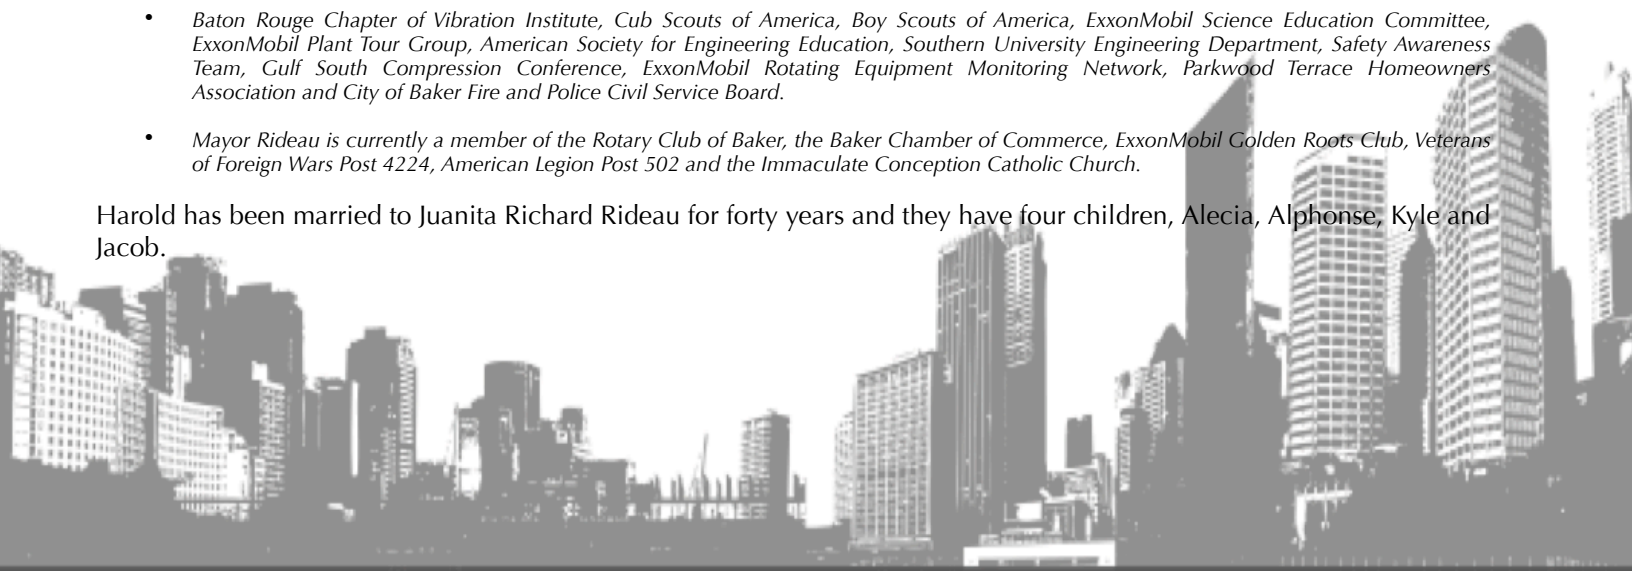 • Baton Rouge Chapter of Vibration Institute, Cub Scouts of America, Boy Scouts of America, ExxonMobil Science Education Committee,
ExxonMobil Plant Tour Group, American Society for Engineering Education, Southern University Engineering Department, Safety Awareness
Team, Gulf South Compression Conference, ExxonMobil Rotating Equipment Monitoring Network, Parkwood Terrace Homeowners
Association and City of Baker Fire and Police Civil Service Board.
• Mayor Rideau is currently a member of the Rotary Club of Baker, the Baker Chamber of Commerce, ExxonMobil Golden Roots Club, Veterans
of Foreign Wars Post 4224, American Legion Post 502 and the Immaculate Conception Catholic Church.
Harold has been married to Juanita Richard Rideau for forty years and they have four children, Alecia, Alphonse, Kyle and
Jacob.